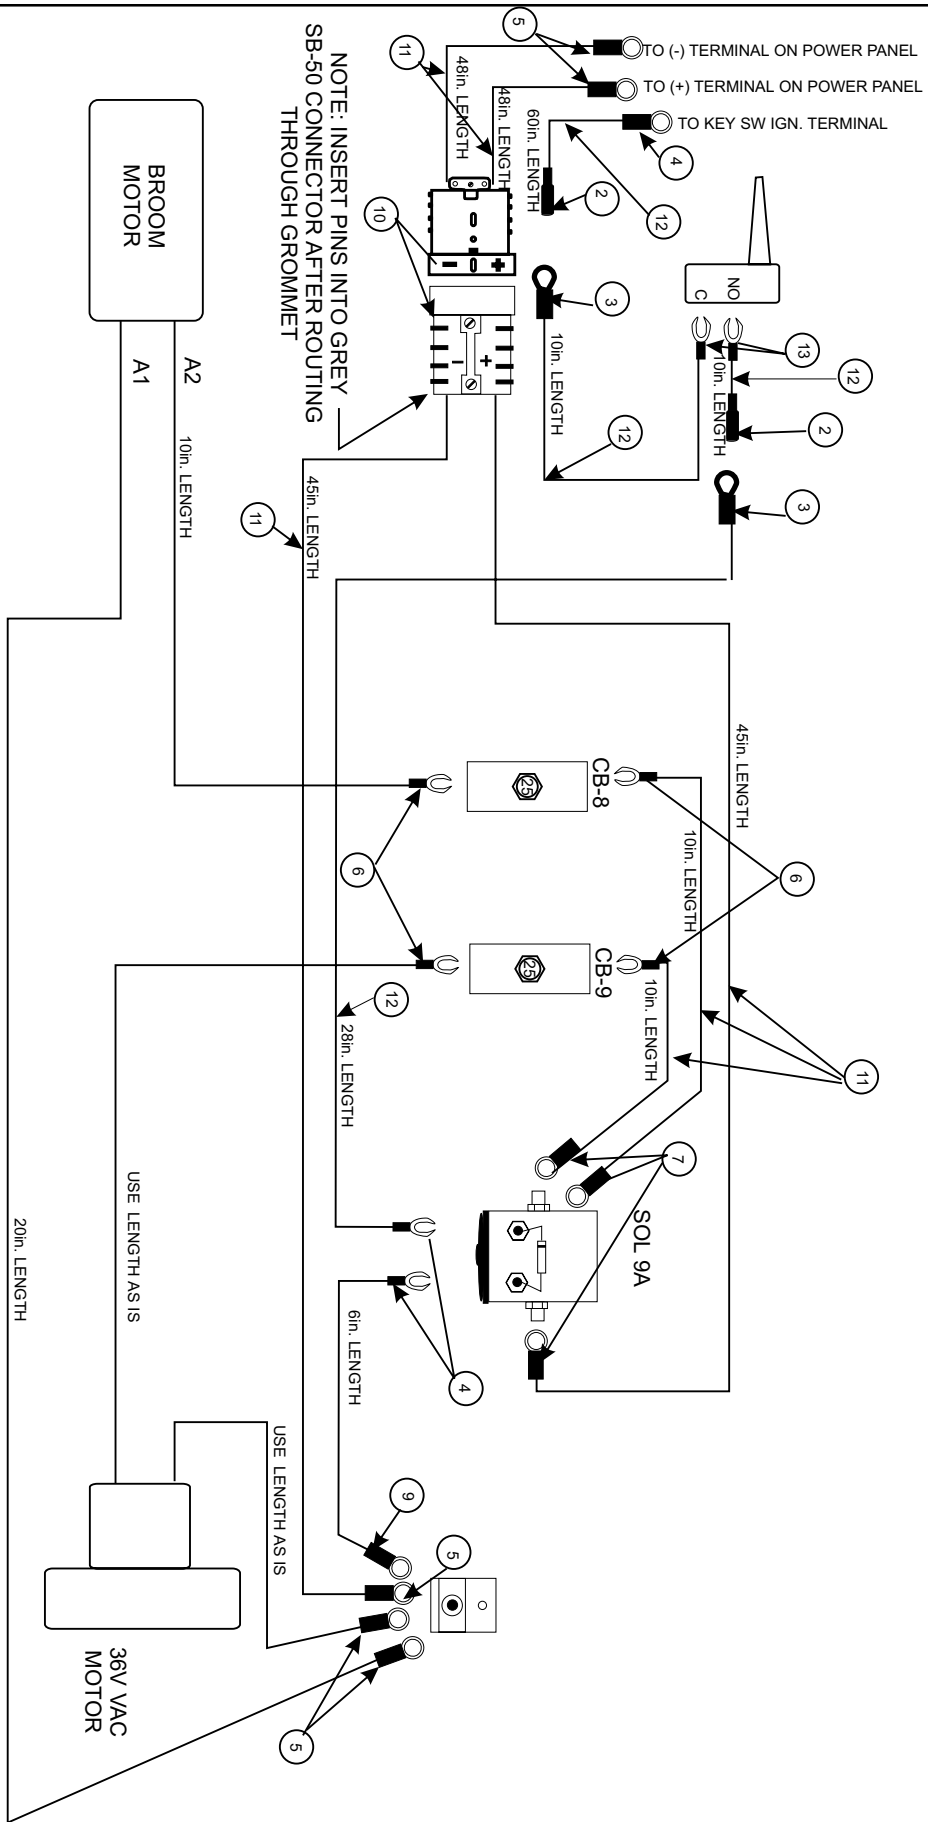 5
TO (-) TERMINAL ON POWER PANEL
TO (+) TERMINAL ON POWER PANEL
TO KEY SW IGN. TERMINAL
4
11
48in. LENGTH
48in. LENGTH
60in. LENGTH
2
12
NOTE: INSERT PINS INTO GREY
SB-50 CONNECTOR AFTER ROUTING
THROUGH GROMMET
10
-
+
-
+
3
10in. LENGTH
12
NO
C
13
10in. LENGTH
12
2
3
BROOM
MOTOR
A2
A1
10in. LENGTH
45in. LENGTH
11
45in. LENGTH
CB-8
25
10in. LENGTH
6
6
CB-9
25
10in. LENGTH
11
12
28in. LENGTH
7
SOL 9A
4
6in. LENGTH
USE LENGTH AS IS
20in. LENGTH
USE LENGTH AS IS
9
5
5
36V VAC
MOTOR